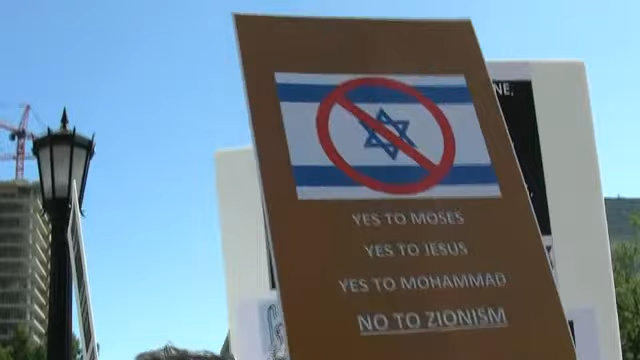 YES TO MOSES
YES TO JESUS
YES TO MOHAMMAD
NO TO ZIONISM